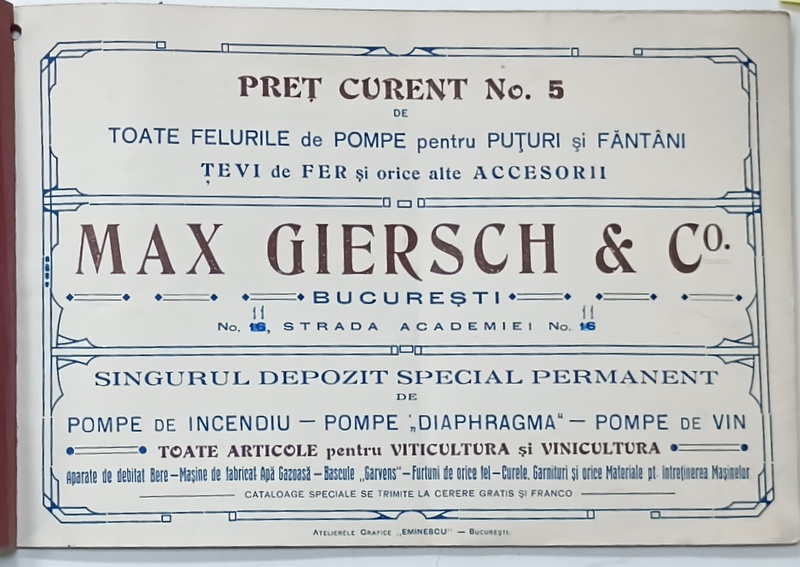 PREȚ CURENT No. 5
DE
TOATE FELURILE de POMPE pentru PUȚURI și FĂNTÂNI
ȚEVI de FER și orice alte ACCESORII
MAX GIERSCH & Co.
BUCUREȘTI
11 11
No. 16, STRADA ACADEMIEI No. 16
SINGURUL DEPOZIT SPECIAL PERMANENT
DE
POMPE DE INCENDIU — POMPE „DIAPHRAGMA“ — POMPE DE VIN
TOATE ARTICOLE pentru VITICULTURA și VINICULTURA
Aparate de debitat Bere—Mașine de fabricat Apă Gazoasă—Bascule „Garvens“—Furtuni de orice fel—Curele, Garnituri și orice Materiale pt. Intreținerea Mașinelor
CATALOAGE SPECIALE SE TRIMITE LA CERERE GRATIS ȘI FRANCO
ATELIERELE GRAFICE „EMINESCU“ — BUCUREȘTI.